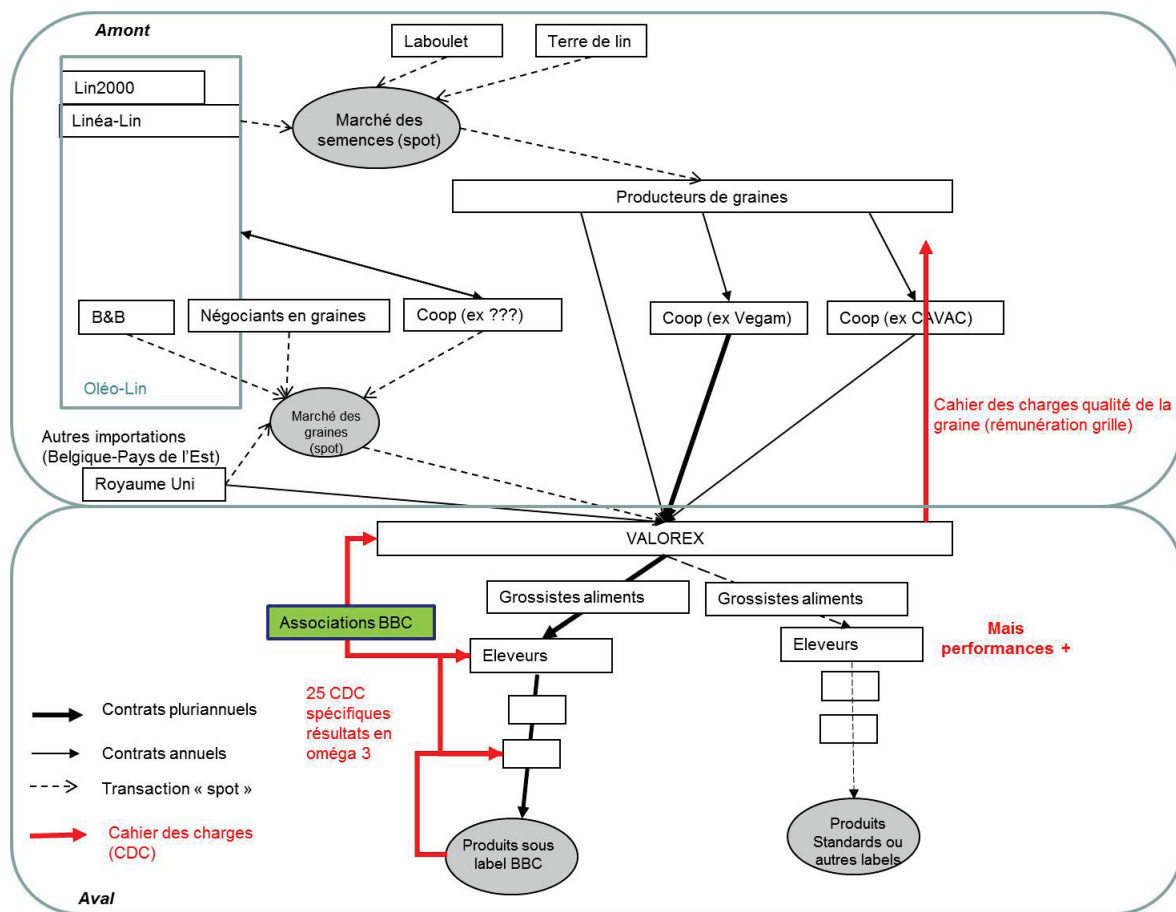 Amont
Laboulet
Terre de lin
Lin2000
Linéa-Lin
Marché des
semences (spot)
Producteurs de graines
B&B
Négociants en graines
Coop (ex ???)
Coop (ex Vegam)
Coop (ex CAVAC)
Oléo-Lin
Marché des
graines
(spot)
Cahier des charges qualité de la
graine (rémunération grille)
Autres importations
(Belgique-Pays de l’Est)
Royaume Uni
VALOREX
Grossistes aliments
Grossistes aliments
Associations BBC
Eleveurs
Eleveurs
Mais
performances +
25 CDC
spécifiques
résultats en
oméga 3
Contrats pluriannuels
Contrats annuels
Transaction « spot »
Cahier des charges
(CDC)
Produits sous
label BBC
Produits
Standards ou
autres labels
Aval